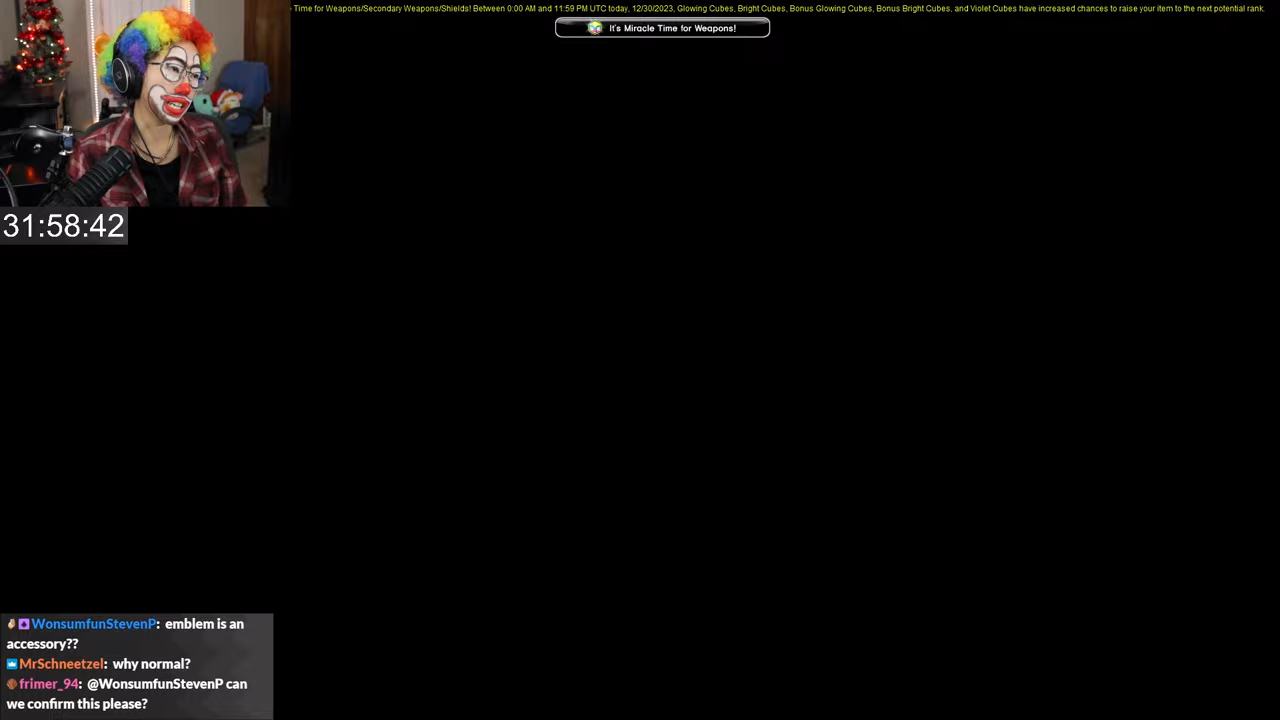 Time for Weapons/Secondary Weapons/Shields! Between 0:00 AM and 11:59 PM UTC today, 12/30/2023, Glowing Cubes, Bright Cubes, Bonus Glowing Cubes, Bonus Bright Cubes, and Violet Cubes have increased chances to raise your item to the next potential rank.
It's Miracle Time for Weapons!
31:58:42
WonsumfunStevenP: emblem is an
accessory??
MrSchneetzel: why normal?
frimer_94: @WonsumfunStevenP can
we confirm this please?